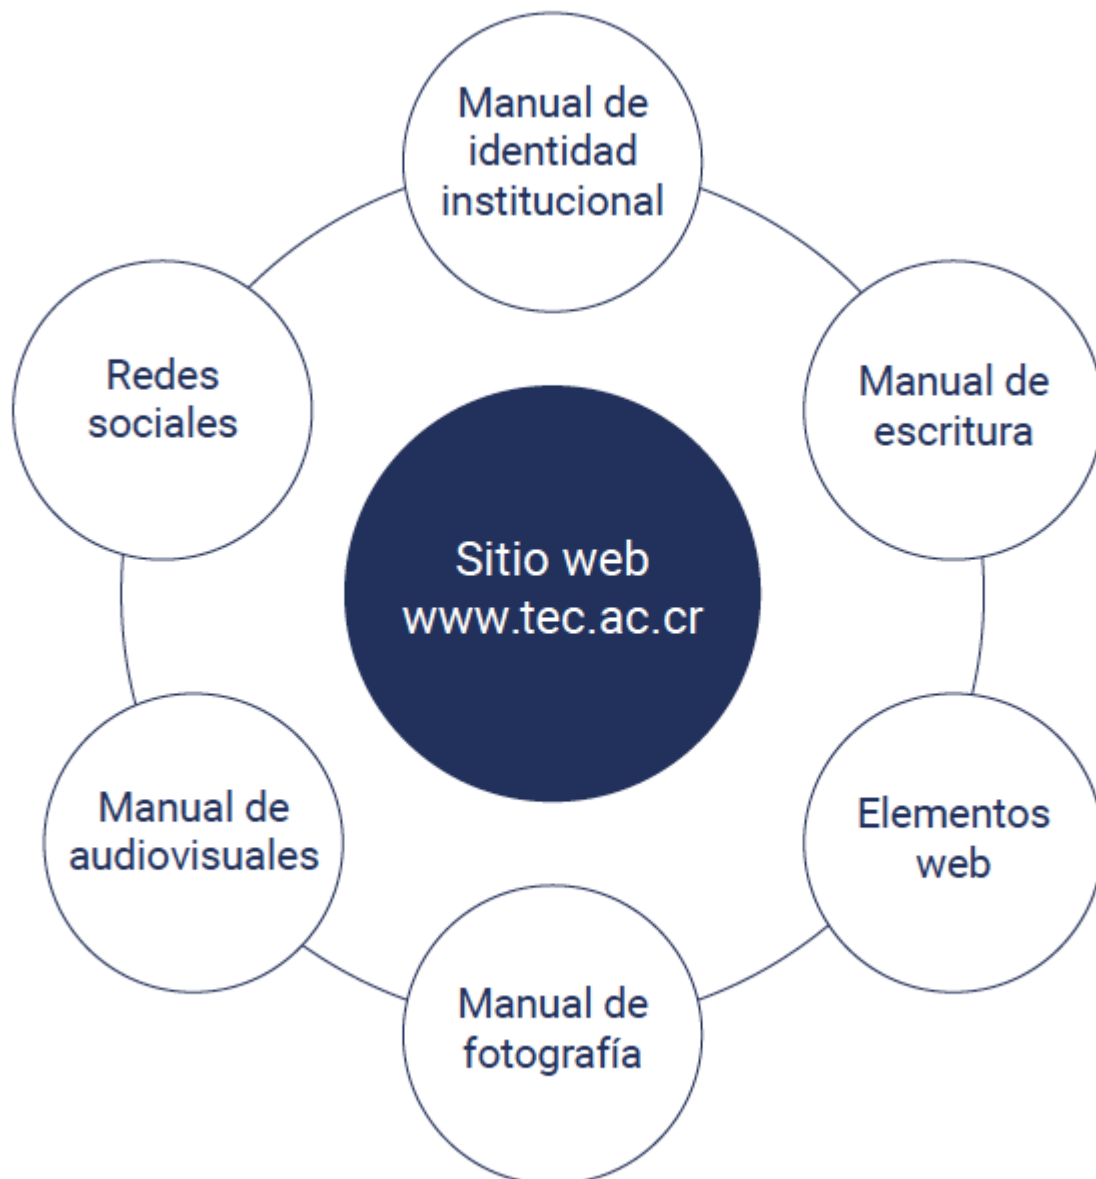 Manual de
identidad
institucional
Redes
sociales
Manual de
escritura
Sitio web
www.tec.ac.cr
Manual de
audiovisuales
Elementos
web
Manual de
fotografía